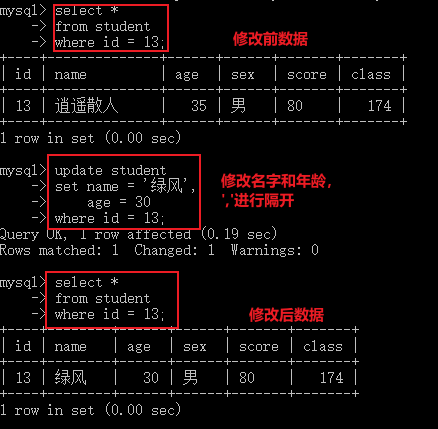 mysql> select *
-> from student
-> where id = 13;
修改前数据
+----+----------+------+------+-------+-------+
| id | name | age | sex | score | class |
+----+----------+------+------+-------+-------+
| 13 | 逍遥散人 | 35 | 男 | 80 | 174 |
+----+----------+------+------+-------+-------+
1 row in set (0.00 sec)
mysql> update student
-> set name = '绿风',
-> age = 30
-> where id = 13;
修改名字和年龄，
','进行隔开
Query OK, 1 row affected (0.19 sec)
Rows matched: 1 Changed: 1 Warnings: 0
mysql> select *
-> from student
-> where id = 13;
修改后数据
+----+------+------+------+-------+-------+
| id | name | age | sex | score | class |
+----+------+------+------+-------+-------+
| 13 | 绿风 | 30 | 男 | 80 | 174 |
+----+------+------+------+-------+-------+
1 row in set (0.00 sec)